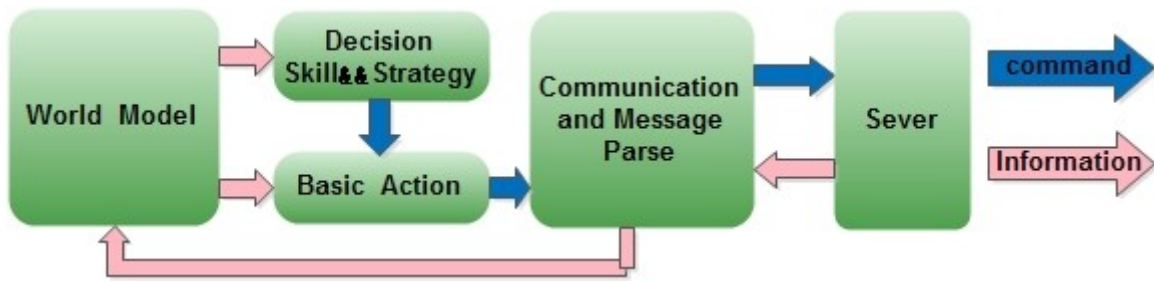 World Model
Decision
Skill&& Strategy
Basic Action
Communication
and Message
Parse
Sever
command
Information